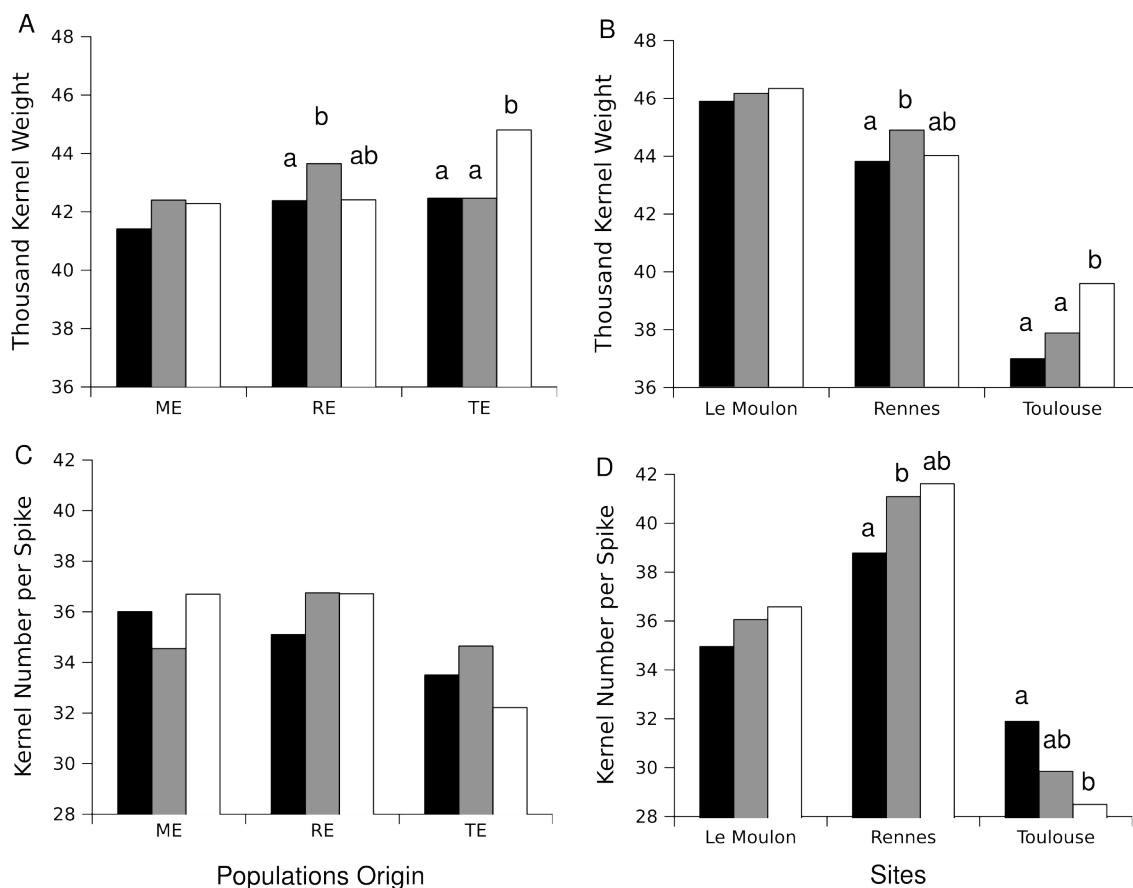 A
Thousand Kernel Weight
48
46
44
42
40
38
36
a
b
ab
a
a
b
ME
RE
TE
B
Thousand Kernel Weight
48
46
44
42
40
38
36
a
b
ab
a
a
b
Le Moulon
Rennes
Toulouse
C
Kernel Number per Spike
42
40
38
36
34
32
30
28
ME
RE
TE
Populations Origin
D
Kernel Number per Spike
42
40
38
36
34
32
30
28
a
b
ab
a
ab
b
Le Moulon
Rennes
Toulouse
Sites